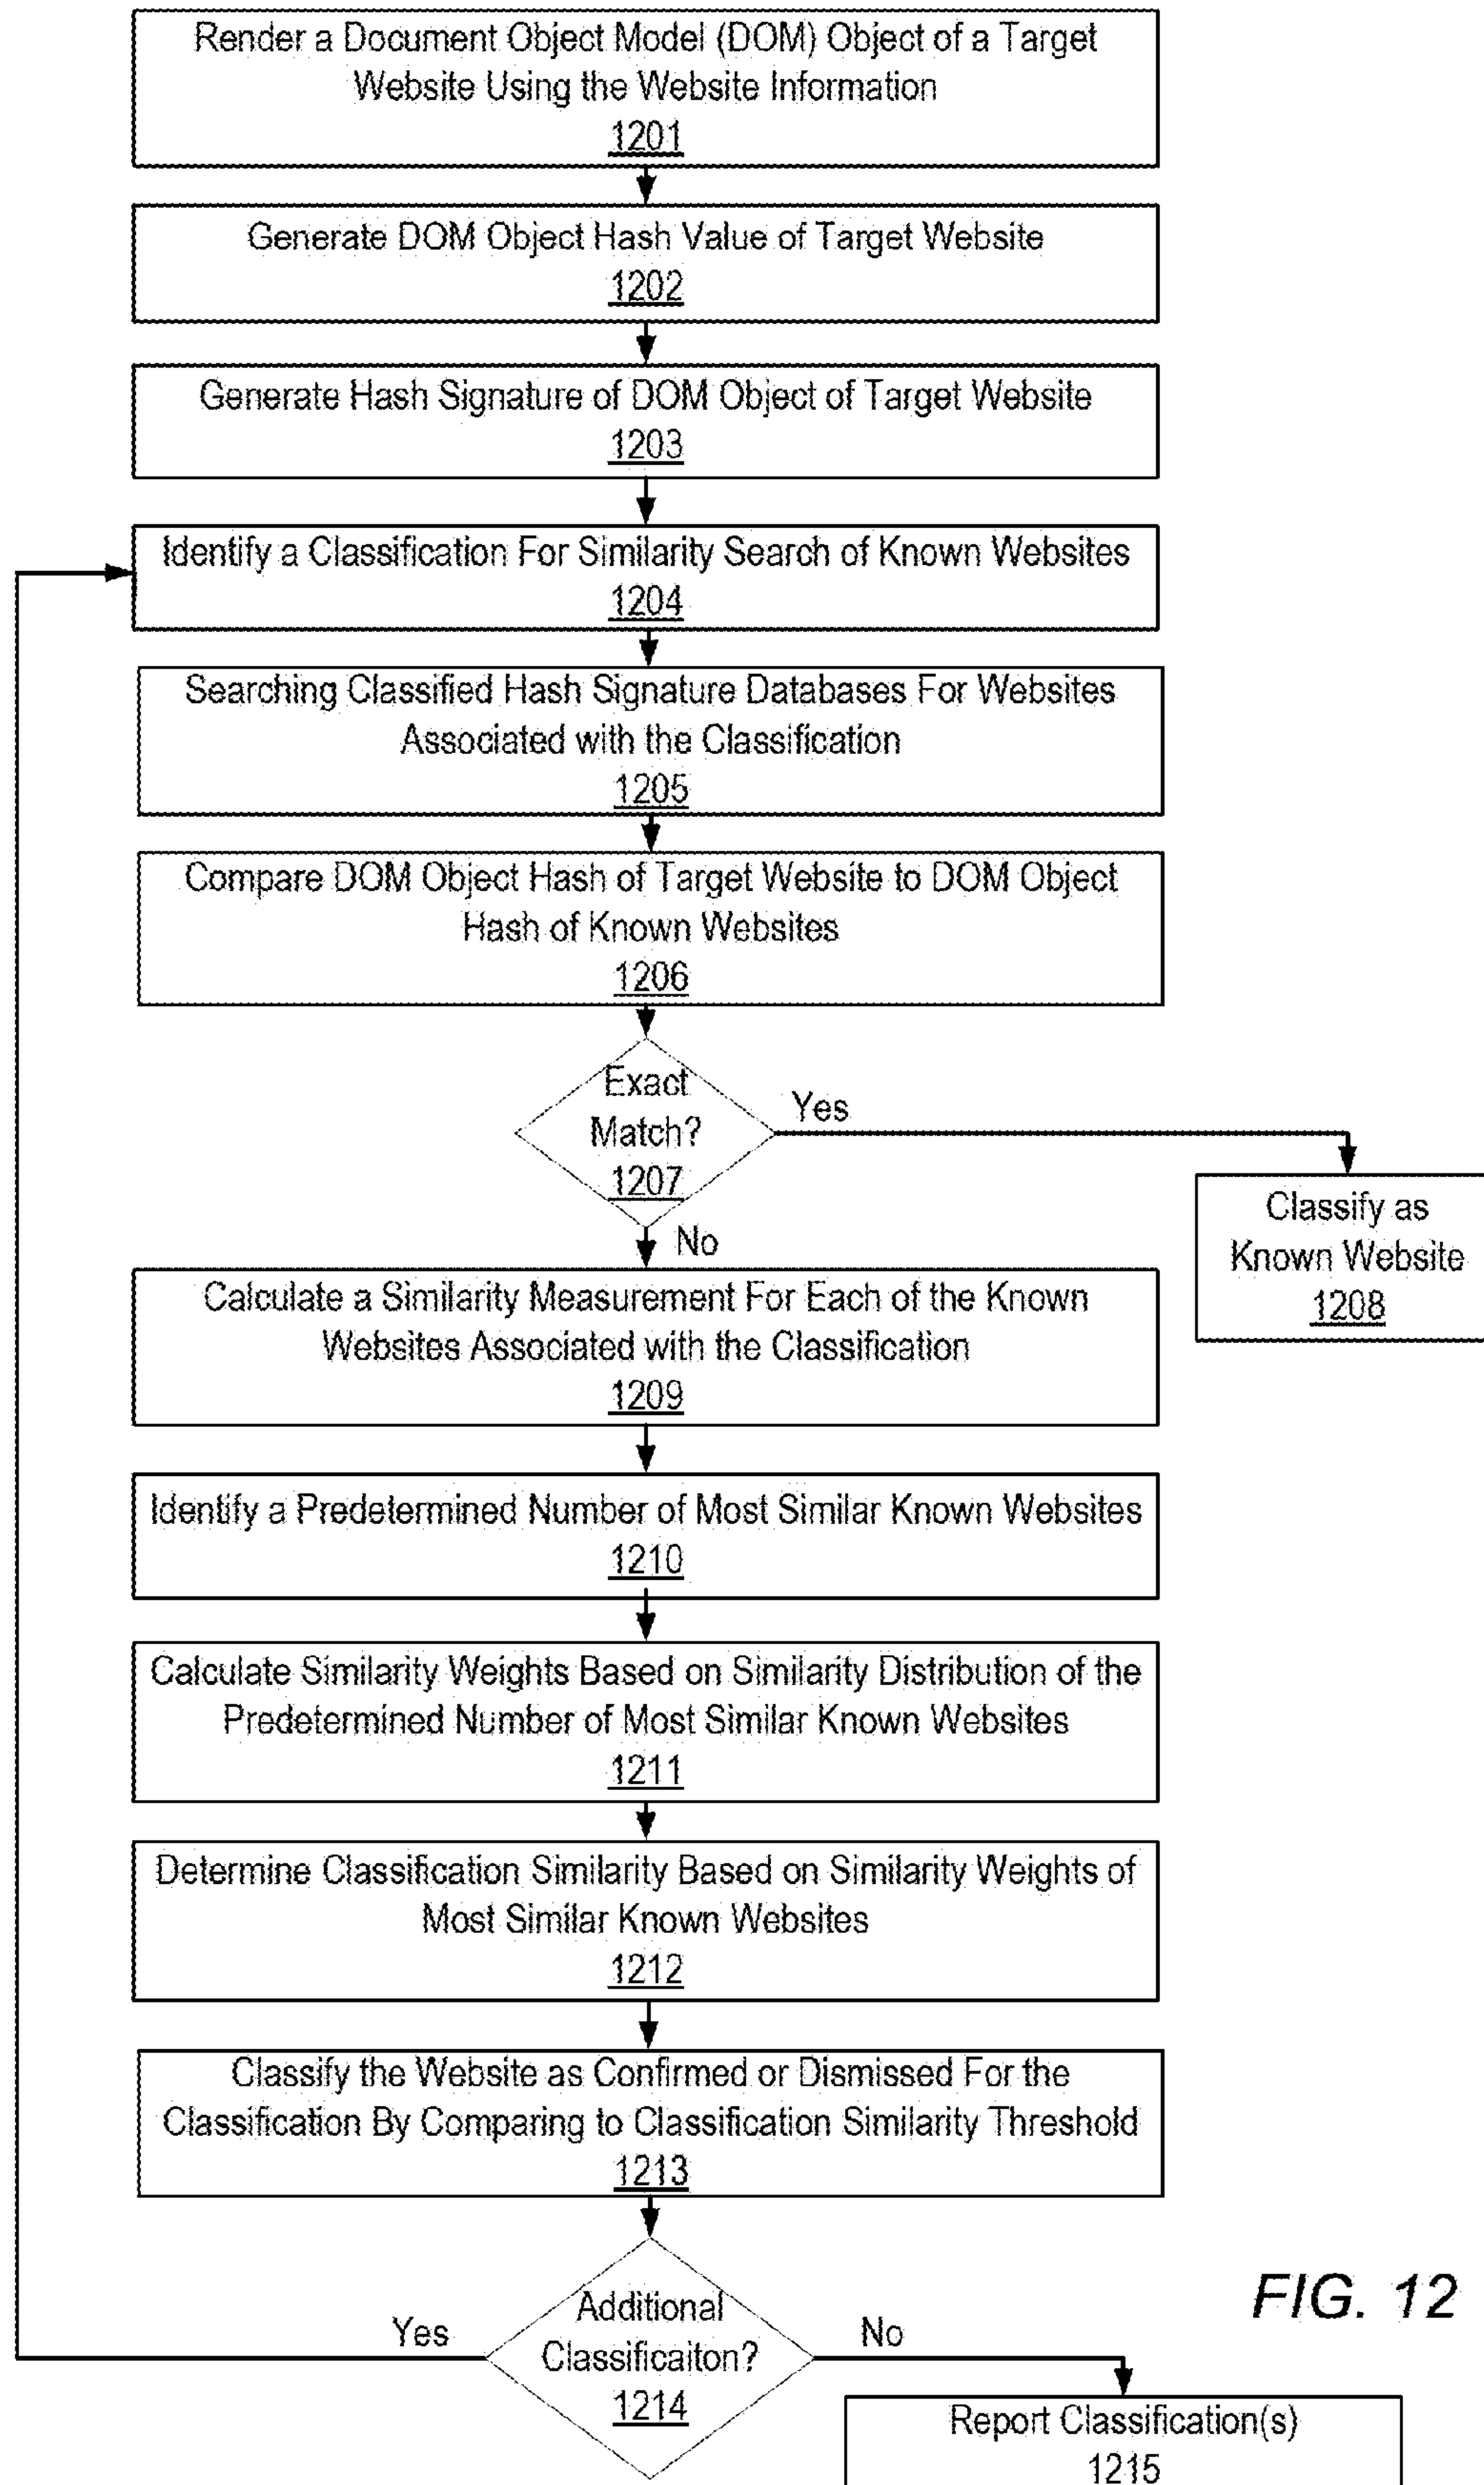 Render a Document Object Model (DOM) Object of a Target
Website Using the Website Information
1201
Generate DOM Object Hash Value of Target Website
1202
Generate Hash Signature of DOM Object of Target Website
1203
Identify a Classification For Similarity Search of Known Websites
1204
Searching Classified Hash Signature Databases For Websites
Associated with the Classification
1205
Compare DOM Object Hash of Target Website to DOM Object
Hash of Known Websites
1206
Exact
Match?
1207
Yes
No
Classify as
Known Website
1208
Calculate a Similarity Measurement For Each of the Known
Websites Associated with the Classification
1209
Identify a Predetermined Number of Most Similar Known Websites
1210
Calculate Similarity Weights Based on Similarity Distribution of the
Predetermined Number of Most Similar Known Websites
1211
Determine Classification Similarity Based on Similarity Weights of
Most Similar Known Websites
1212
Classify the Website as Confirmed or Dismissed For the
Classification By Comparing to Classification Similarity Threshold
1213
Additional
Classificaiton?
1214
Yes
No
Report Classification(s)
1215
FIG. 12